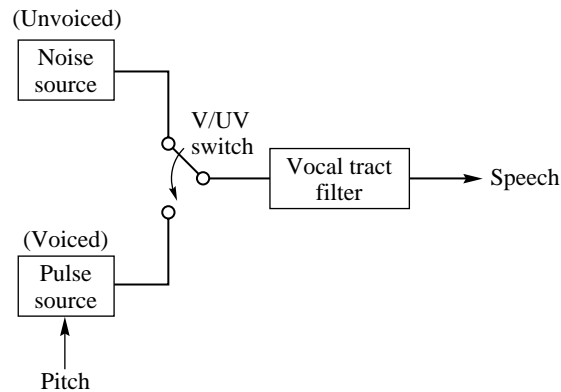 (Unvoiced)
Noise
source
V/UV
switch
Vocal tract
filter
Speech
(Voiced)
Pulse
source
Pitch